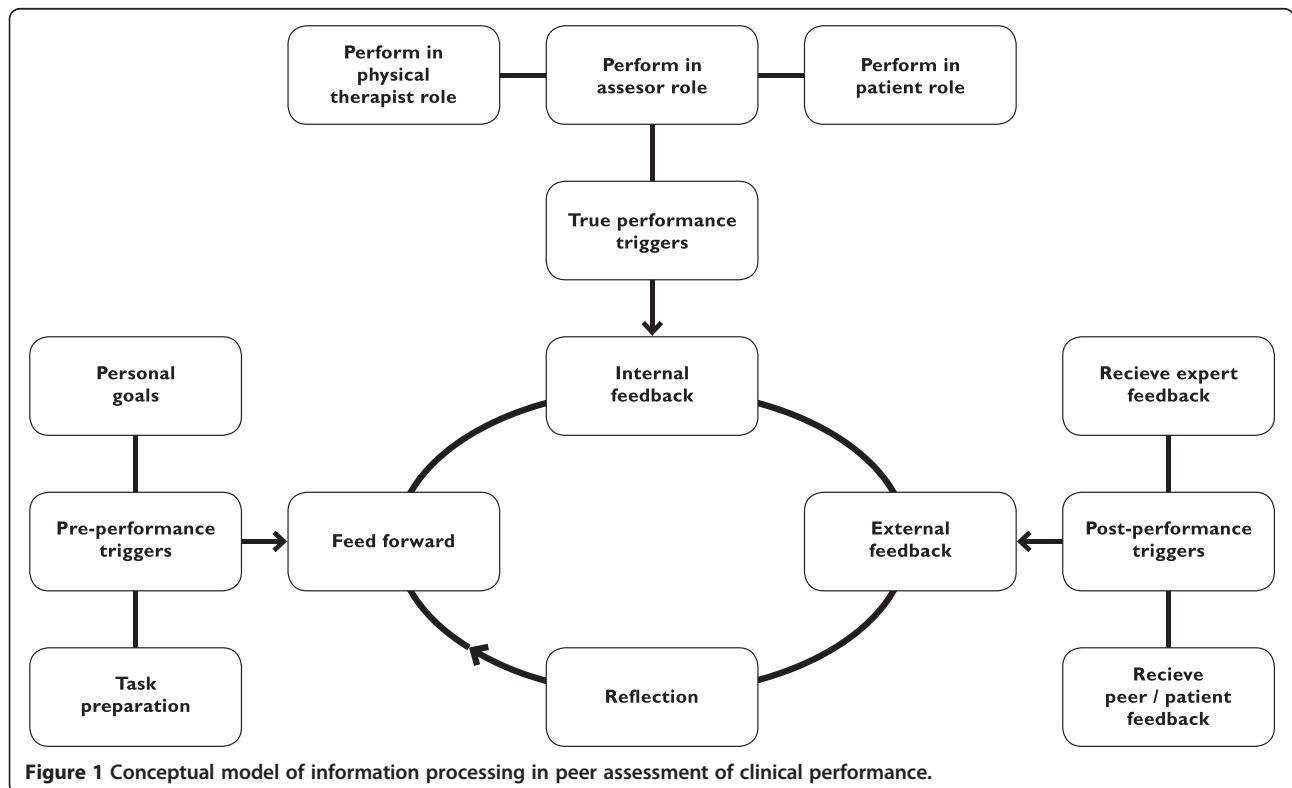 Perform in
physical
therapist role
Perform in
assesor role
Perform in
patient role
True performance
triggers
Personal
goals
Internal
feedback
Recieve expert
feedback
Pre-performance
triggers
Feed forward
External
feedback
Post-performance
triggers
Task
preparation
Reflection
Recieve
peer / patient
feedback
Figure 1 Conceptual model of information processing in peer assessment of clinical performance.